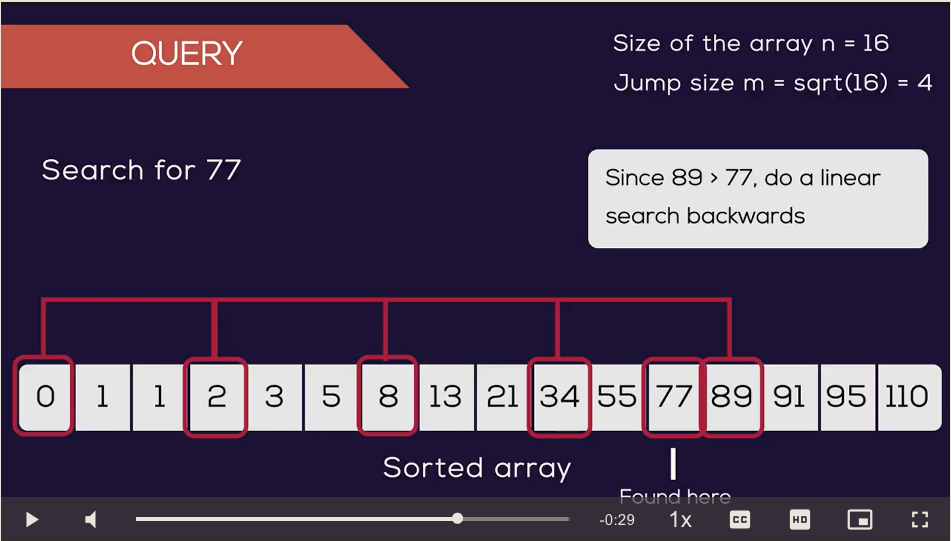 QUERY
Size of the array n = 16
Jump size m = sqrt(16) = 4
Search for 77
Since 89 > 77, do a linear
search backwards
0 1 1 2 3 5 8 13 21 34 55 77 89 91 95 110
Sorted array
Found here
-0:29 1x CC HD